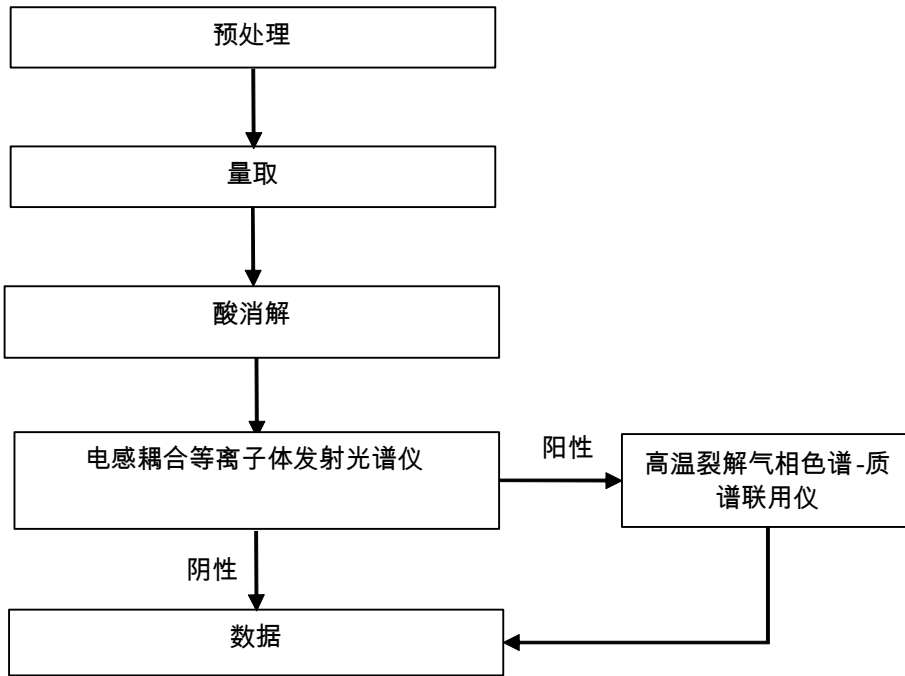 预处理
量取
酸消解
电感耦合等离子体发射光谱仪
阳性
高温裂解气相色谱-质
谱联用仪
阴性
数据